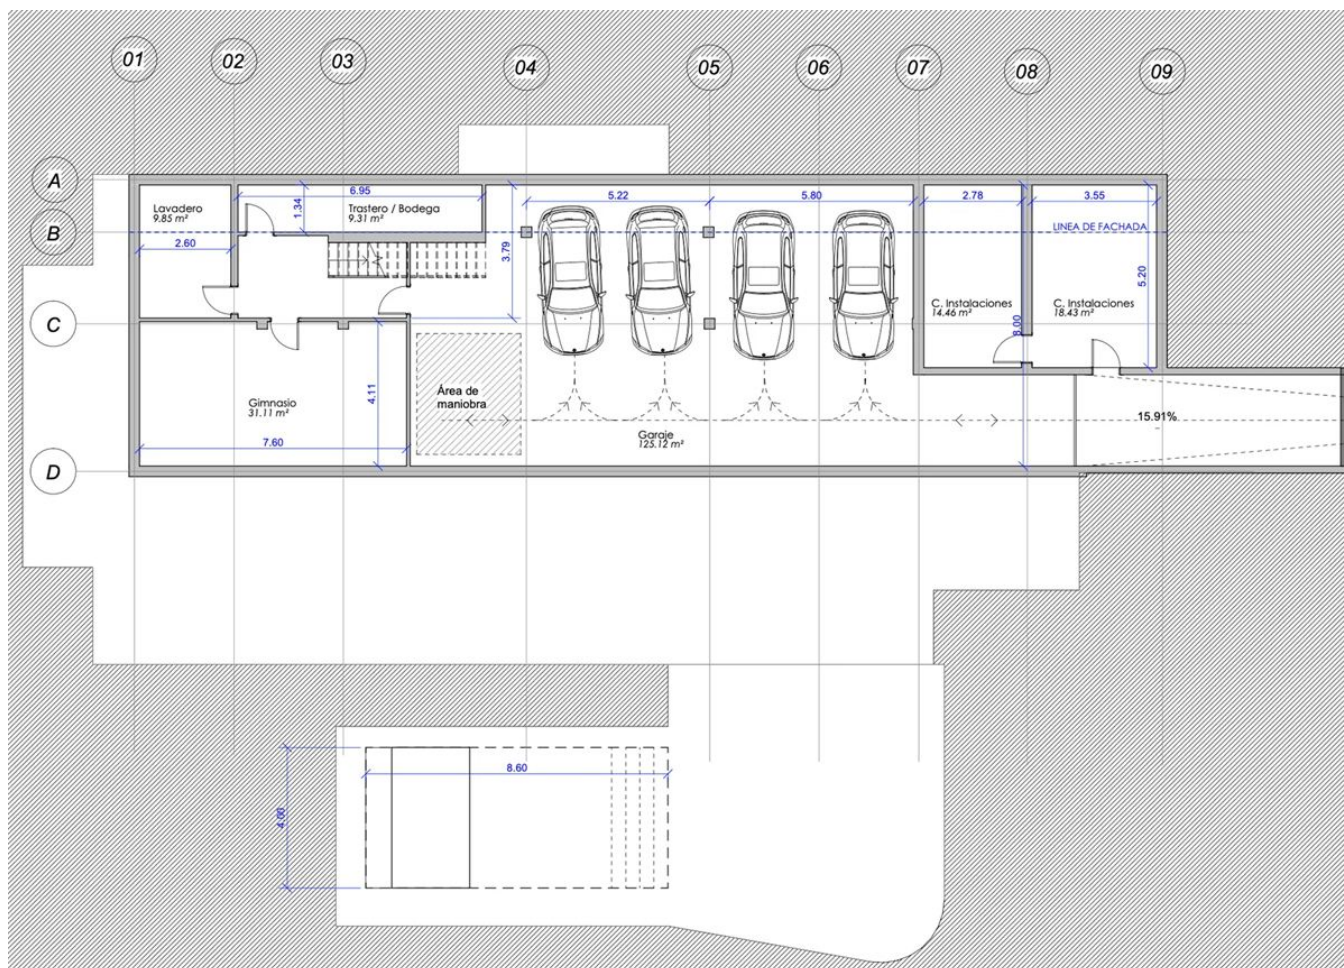 01
02
03
04
05
06
07
08
09
A
B
C
D
Lavadero
9.85 m²
2.60
6.95
1.34
Trastero / Bodega
9.31 m²
3.79
5.22
5.80
2.78
3.55
LINEA DE FACHADA
5.20
C. Instalaciones
14.46 m²
8.00
C. Instalaciones
18.43 m²
Gimnasio
31.11 m²
4.11
7.60
Área de
maniobra
Garaje
125.12 m²
15.91%
8.60
4.00